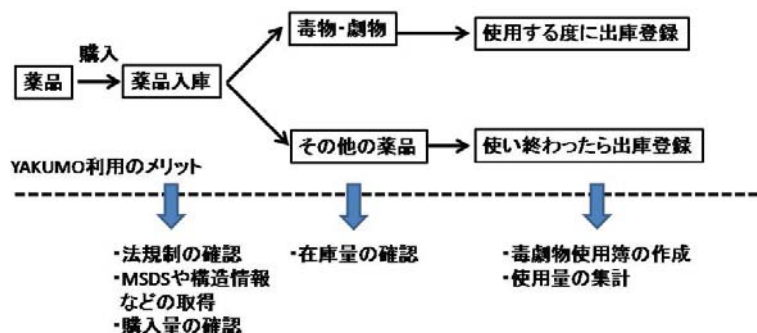 毒物・劇物
使用する度に出庫登録
購入
薬品
薬品入庫
その他の薬品
使い終わったら出庫登録
YAKUMO利用のメリット
・法規制の確認
・MSDSや構造情報
などの取得
・購入量の確認
・在庫量の確認
・毒劇物使用簿の作成
・使用量の集計